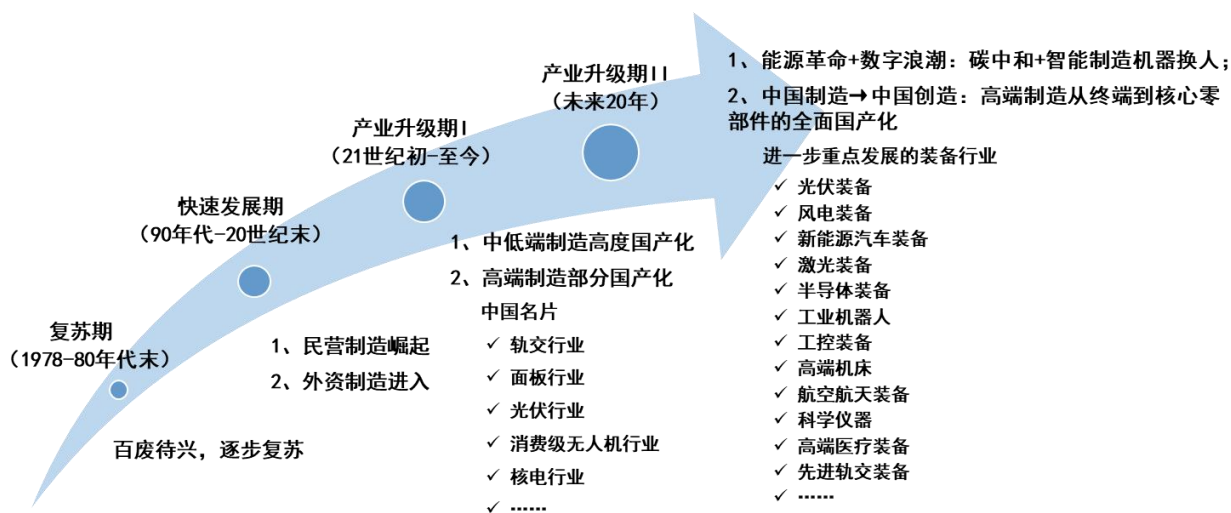 复苏期
（1978-80年代末）
百废待兴，逐步复苏
快速发展期
（90年代-20世纪末）
1、民营制造崛起
2、外资制造进入
产业升级期I
（21世纪初-至今）
1、中低端制造高度国产化
2、高端制造部分国产化
中国名片
✓ 轨交行业
✓ 面板行业
✓ 光伏行业
✓ 消费级无人机行业
✓ 核电行业
✓ ……
产业升级期II
（未来20年）
1、能源革命+数字浪潮：碳中和+智能制造机器换人；
2、中国制造→中国创造：高端制造从终端到核心零
部件的全面国产化
进一步重点发展的装备行业
✓ 光伏装备
✓ 风电装备
✓ 新能源汽车装备
✓ 激光装备
✓ 半导体装备
✓ 工业机器人
✓ 工控装备
✓ 高端机床
✓ 航空航天装备
✓ 科学仪器
✓ 高端医疗装备
✓ 先进轨交装备
✓ ……